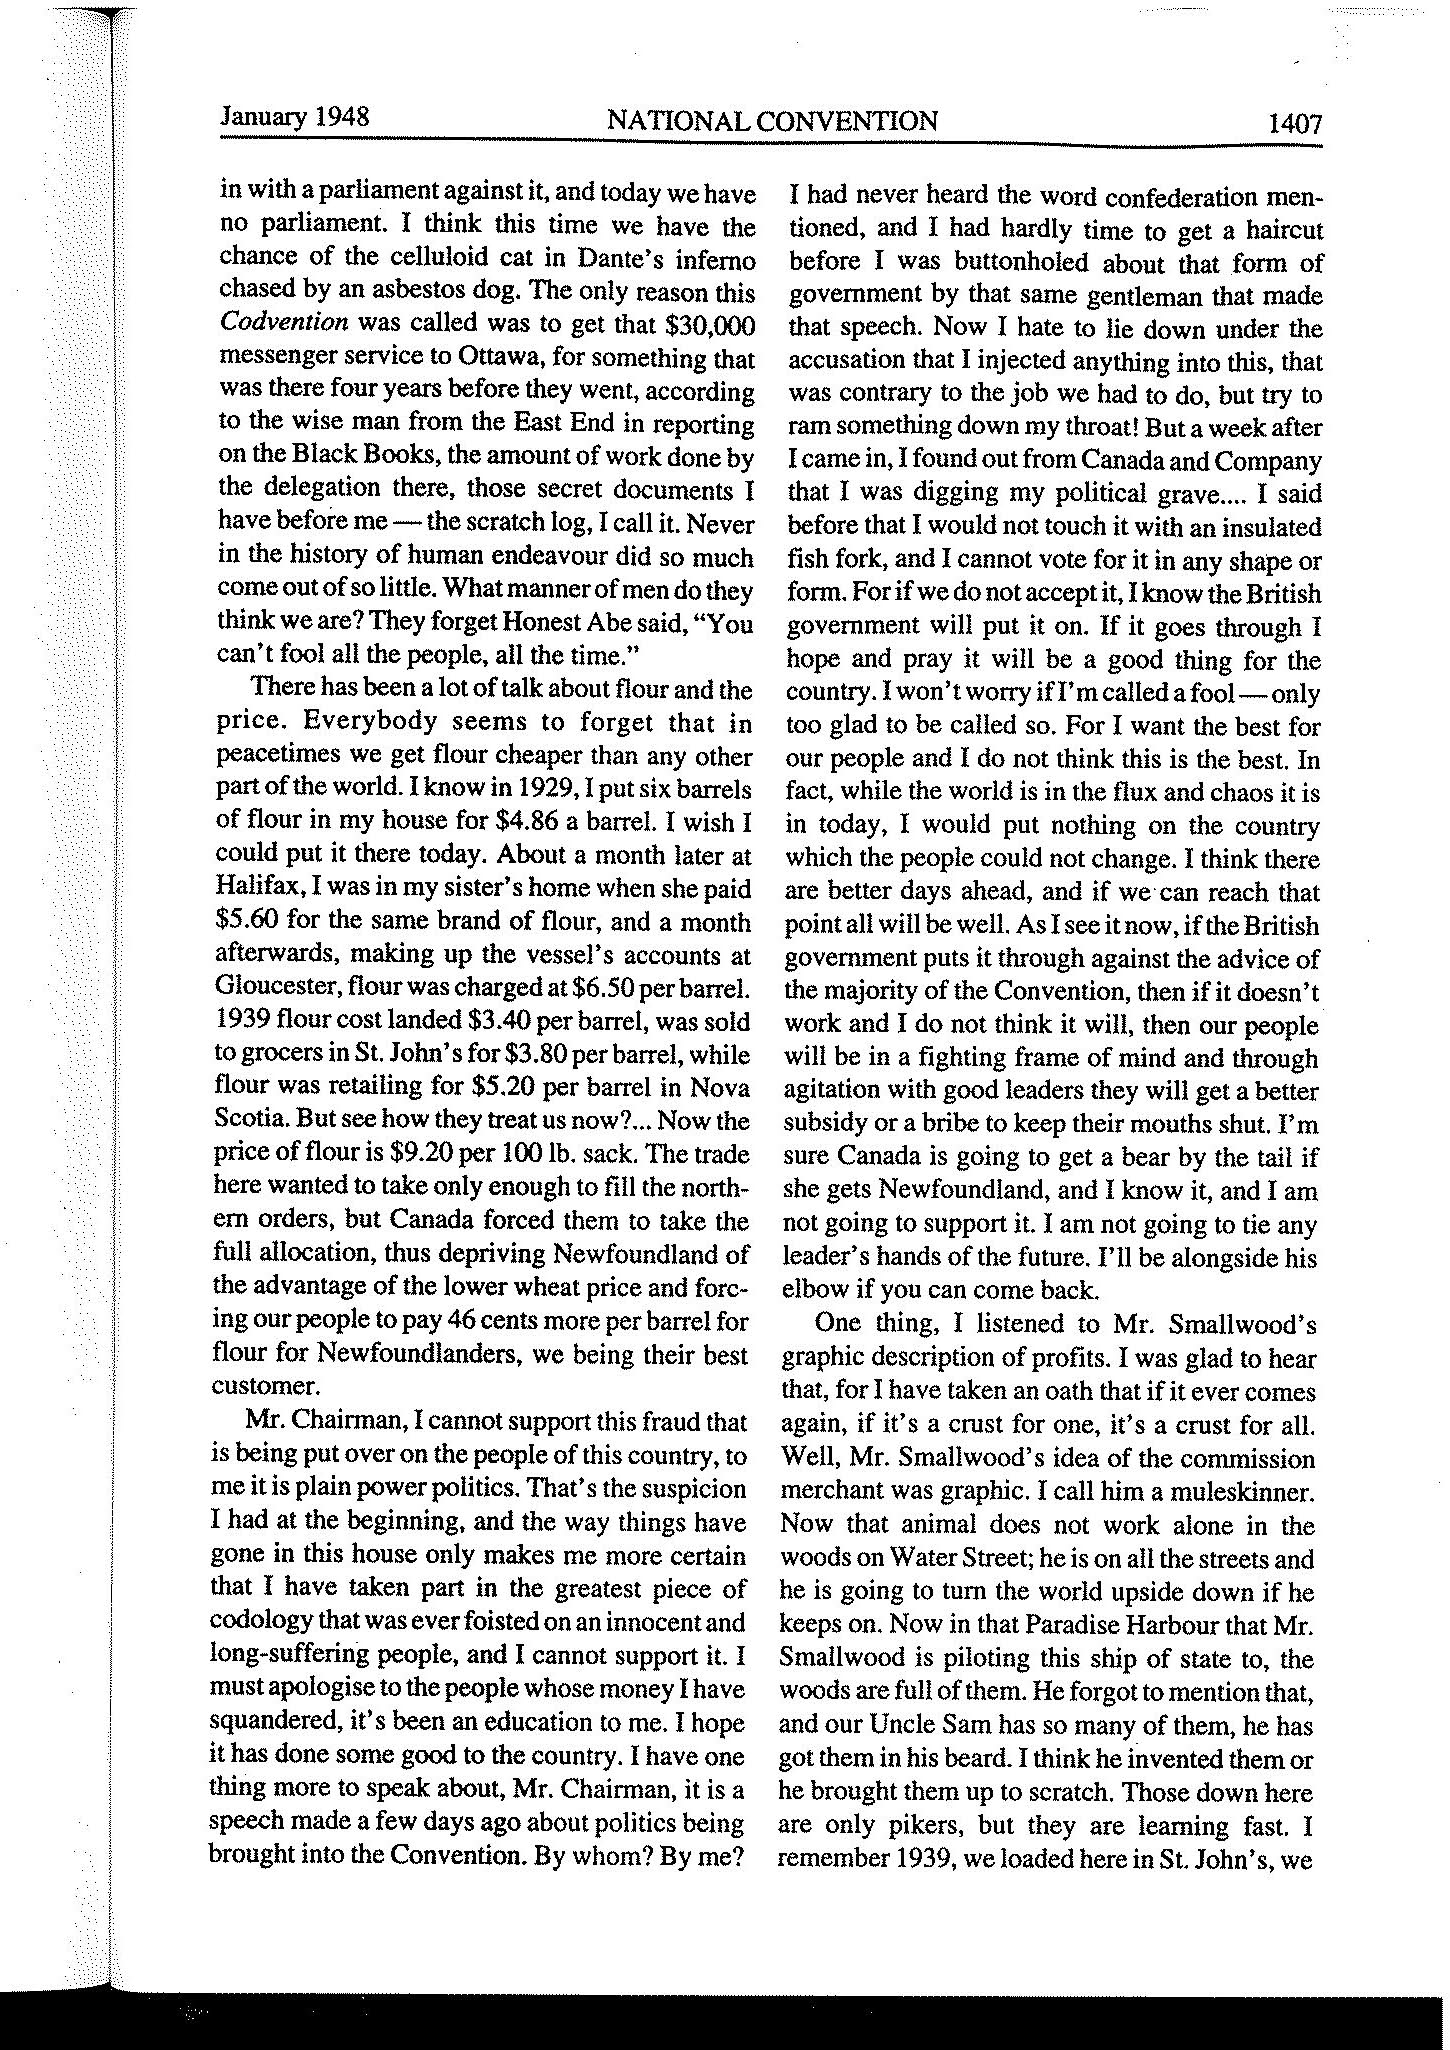 January 1948
NATIONAL CONVENTION
1407
in with a parliament against it, and today we have
no parliament. I think this time we have the
chance of the celluloid cat in Dante's inferno
chased by an asbestos dog. The only reason this
Codvention was called was to get that $30,000
messenger service to Ottawa, for something that
was there four years before they went, according
to the wise man from the East End in reporting
on the Black Books, the amount of work done by
the delegation there, those secret documents I
have before me — the scratch log, I call it. Never
in the history of human endeavour did so much
come out of so little. What manner of men do they
think we are? They forget Honest Abe said, "You
can't fool all the people, all the time."
There has been a lot of talk about flour and the
price. Everybody seems to forget that in
peacetimes we get flour cheaper than any other
part of the world. I know in 1929, I put six barrels
of flour in my house for $4.86 a barrel. I wish I
could put it there today. About a month later at
Halifax, I was in my sister's home when she paid
$5.60 for the same brand of flour, and a month
afterwards, making up the vessel's accounts at
Gloucester, flour was charged at $6.50 per barrel.
1939 flour cost landed $3.40 per barrel, was sold
to grocers in St. John's for $3.80 per barrel, while
flour was retailing for $5.20 per barrel in Nova
Scotia. But see how they treat us now?... Now the
price of flour is $9.20 per 100 lb. sack. The trade
here wanted to take only enough to fill the north-
ern orders, but Canada forced them to take the
full allocation, thus depriving Newfoundland of
the advantage of the lower wheat price and forc-
ing our people to pay 46 cents more per barrel for
flour for Newfoundlanders, we being their best
customer.
Mr. Chairman, I cannot support this fraud that
is being put over on the people of this country, to
me it is plain power politics. That's the suspicion
I had at the beginning, and the way things have
gone in this house only makes me more certain
that I have taken part in the greatest piece of
codology that was ever foisted on an innocent and
long-suffering people, and I cannot support it. I
must apologise to the people whose money I have
squandered, it's been an education to me. I hope
it has done some good to the country. I have one
thing more to speak about, Mr. Chairman, it is a
speech made a few days ago about politics being
brought into the Convention. By whom? By me?
I had never heard the word confederation men-
tioned, and I had hardly time to get a haircut
before I was buttonholed about that form of
government by that same gentleman that made
that speech. Now I hate to lie down under the
accusation that I injected anything into this, that
was contrary to the job we had to do, but try to
ram something down my throat! But a week after
I came in, I found out from Canada and Company
that I was digging my political grave.... I said
before that I would not touch it with an insulated
fish fork, and I cannot vote for it in any shape or
form. For if we do not accept it, I know the British
government will put it on. If it goes through I
hope and pray it will be a good thing for the
country. I won't worry if I'm called a fool — only
too glad to be called so. For I want the best for
our people and I do not think this is the best. In
fact, while the world is in the flux and chaos it is
in today, I would put nothing on the country
which the people could not change. I think there
are better days ahead, and if we can reach that
point all will be well. As I see it now, if the British
government puts it through against the advice of
the majority of the Convention, then if it doesn't
work and I do not think it will, then our people
will be in a fighting frame of mind and through
agitation with good leaders they will get a better
subsidy or a bribe to keep their mouths shut. I'm
sure Canada is going to get a bear by the tail if
she gets Newfoundland, and I know it, and I am
not going to support it. I am not going to tie any
leader's hands of the future. I'll be alongside his
elbow if you can come back.
One thing, I listened to Mr. Smallwood's
graphic description of profits. I was glad to hear
that, for I have taken an oath that if it ever comes
again, if it's a crust for one, it's a crust for all.
Well, Mr. Smallwood's idea of the commission
merchant was graphic. I call him a muleskinner.
Now that animal does not work alone in the
woods on Water Street; he is on all the streets and
he is going to turn the world upside down if he
keeps on. Now in that Paradise Harbour that Mr.
Smallwood is piloting this ship of state to, the
woods are full of them. He forgot to mention that,
and our Uncle Sam has so many of them, he has
got them in his beard. I think he invented them or
he brought them up to scratch. Those down here
are only pikers, but they are learning fast. I
remember 1939, we loaded here in St. John's, we